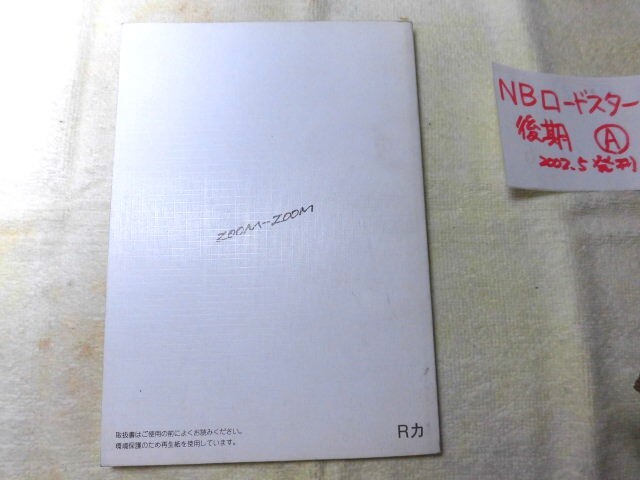 NBロードスター
後期 Ⓐ
2002.5発刊
ZOOM-ZOOM
取扱書はご使用の前によくお読みください。
環境保護のため再生紙を使用しています。
Rカ